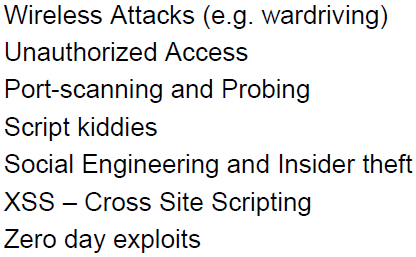 Wireless Attacks (e.g. wardriving)
Unauthorized Access
Port-scanning and Probing
Script kiddies
Social Engineering and Insider theft
XSS – Cross Site Scripting
Zero day exploits